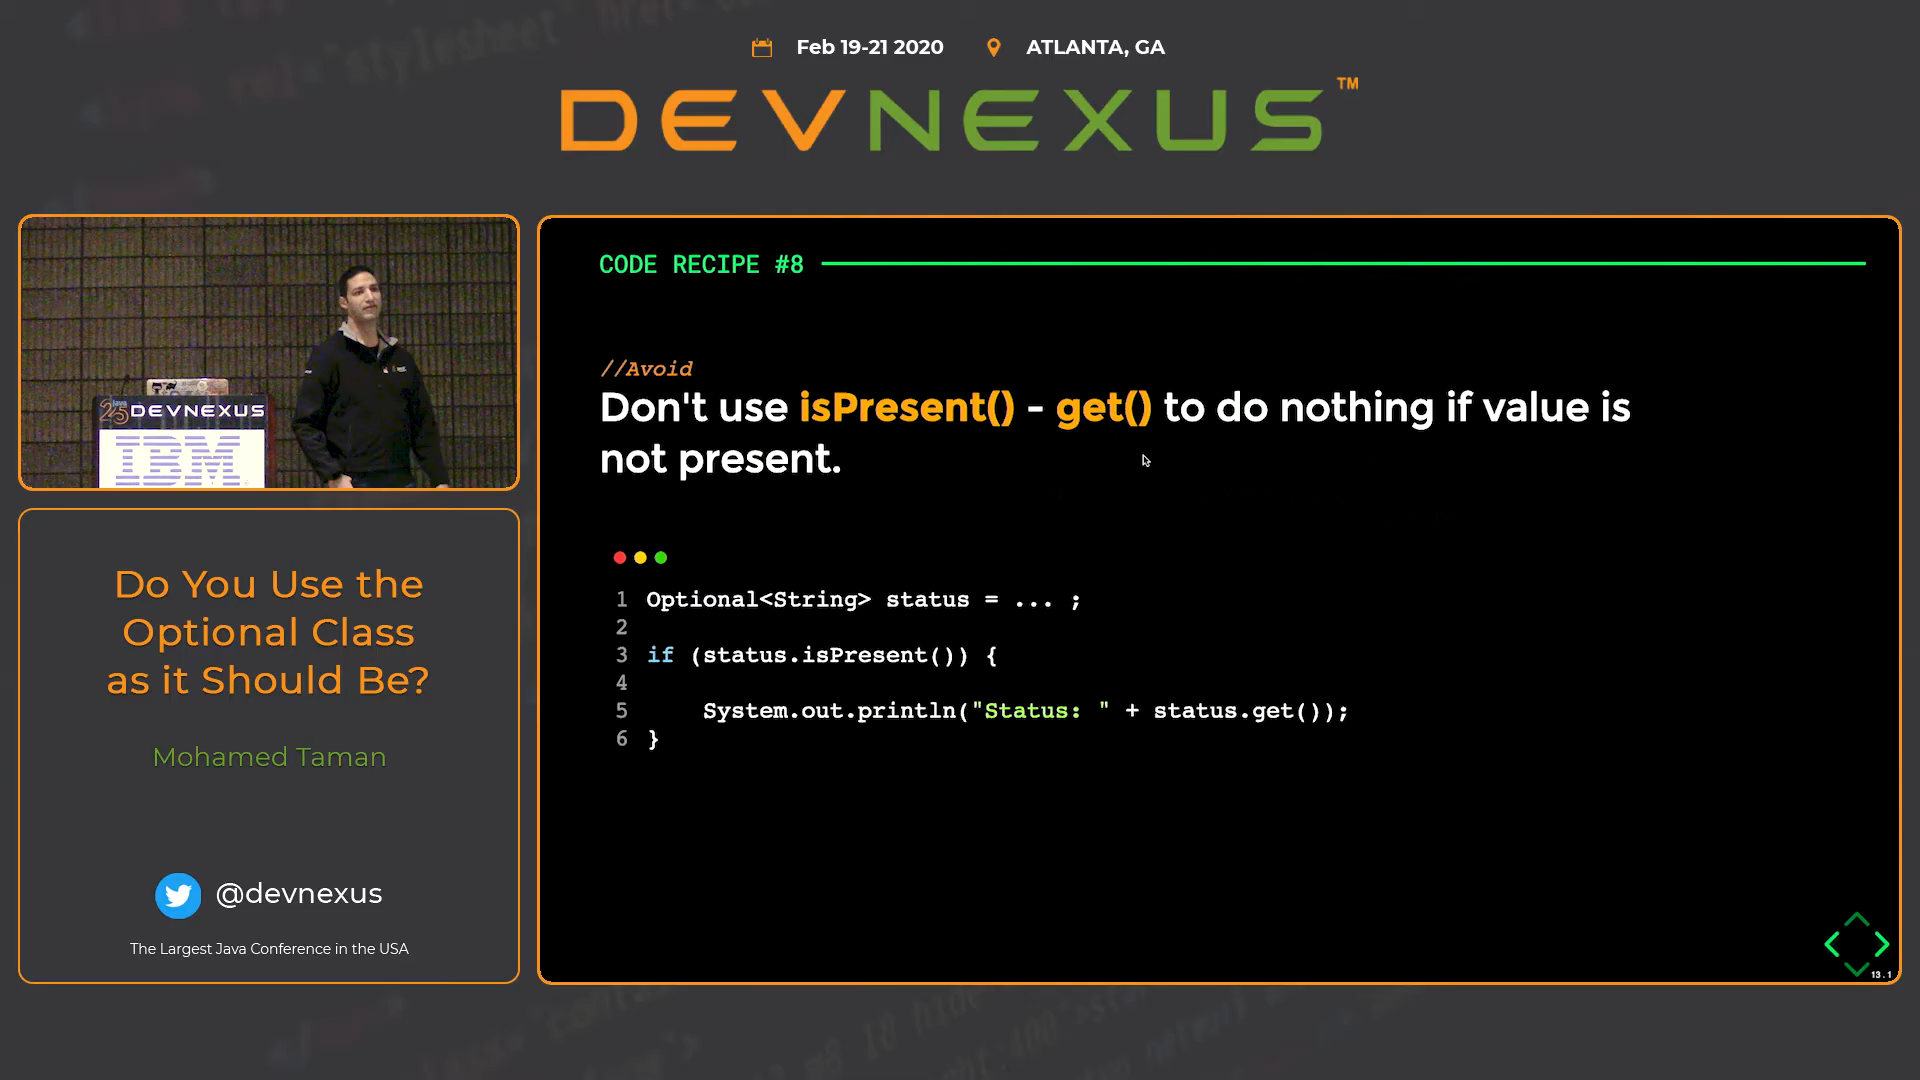 Feb 19-21 2020 ATLANTA, GA
DEVNEXUS™
25 DEVNEXUS
IBM
Do You Use the
Optional Class
as it Should Be?
Mohamed Taman
@devnexus
The Largest Java Conference in the USA
CODE RECIPE #8
//Avoid
Don't use isPresent() - get() to do nothing if value is
not present.
1 Optional<String> status = ... ;
2
3 if (status.isPresent()) {
4
5 System.out.println("Status: " + status.get());
6 }
13.1